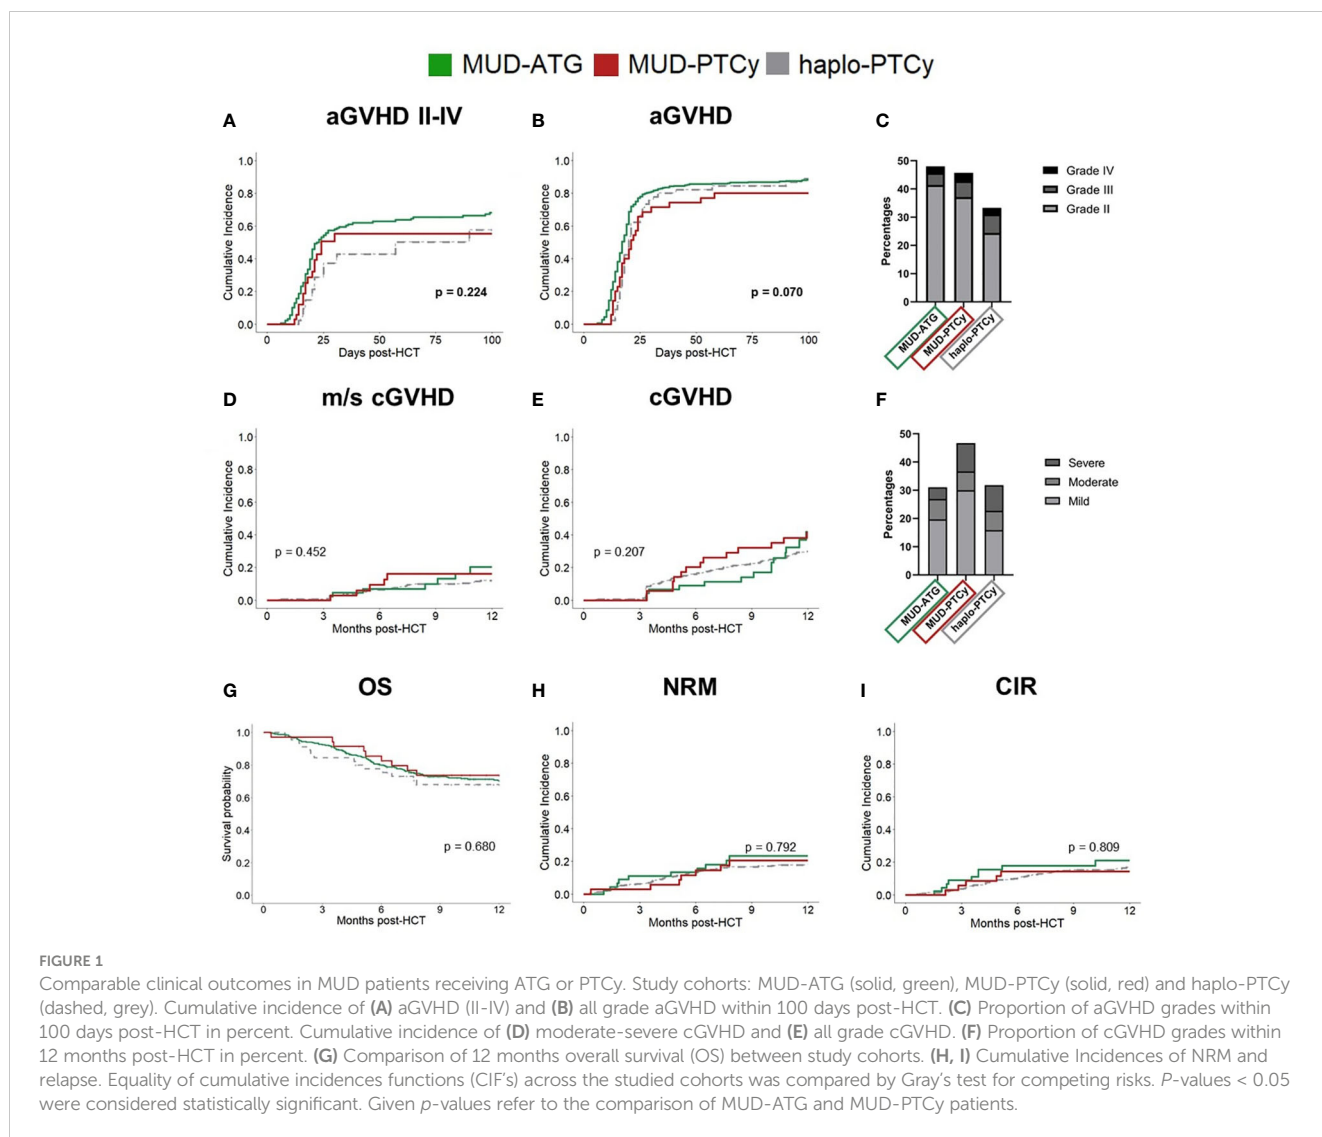 MUD-ATG MUD-PTCy haplo-PTCy
A aGVHD II-IV
Cumulative Incidence
1.0
0.8
0.6
0.4
0.2
0.0
p = 0.224
0 25 50 75 100
Days post-HCT
B aGVHD
Cumulative Incidence
1.0
0.8
0.6
0.4
0.2
0.0
p = 0.070
0 25 50 75 100
Days post-HCT
C
Percentages
50
40
30
20
10
0
MUD-ATG
MUD-PTCy
haplo-PTCy
Grade IV
Grade III
Grade II
D m/s cGVHD
Cumulative Incidence
1.0
0.8
0.6
0.4
0.2
0.0
p = 0.452
0 3 6 9 12
Months post-HCT
E cGVHD
Cumulative Incidence
1.0
0.8
0.6
0.4
0.2
0.0
p = 0.207
0 3 6 9 12
Months post-HCT
F
Percentages
50
40
30
20
10
0
MUD-ATG
MUD-PTCy
haplo-PTCy
Severe
Moderate
Mild
G OS
Survival probability
1.0
0.8
0.6
0.4
0.2
0.0
p = 0.680
0 3 6 9 12
Months post-HCT
H NRM
Cumulative Incidence
1.0
0.8
0.6
0.4
0.2
0.0
p = 0.792
0 3 6 9 12
Months post-HCT
I CIR
Cumulative Incidence
1.0
0.8
0.6
0.4
0.2
0.0
p = 0.809
0 3 6 9 12
Months post-HCT
FIGURE 1
Comparable clinical outcomes in MUD patients receiving ATG or PTCy. Study cohorts: MUD-ATG (solid, green), MUD-PTCy (solid, red) and haplo-PTCy
(dashed, grey). Cumulative incidence of (A) aGVHD (II-IV) and (B) all grade aGVHD within 100 days post-HCT. (C) Proportion of aGVHD grades within
100 days post-HCT in percent. Cumulative incidence of (D) moderate-severe cGVHD and (E) all grade cGVHD. (F) Proportion of cGVHD grades within
12 months post-HCT in percent. (G) Comparison of 12 months overall survival (OS) between study cohorts. (H, I) Cumulative Incidences of NRM and
relapse. Equality of cumulative incidences functions (CIF's) across the studied cohorts was compared by Gray's test for competing risks. P-values < 0.05
were considered statistically significant. Given p-values refer to the comparison of MUD-ATG and MUD-PTCy patients.